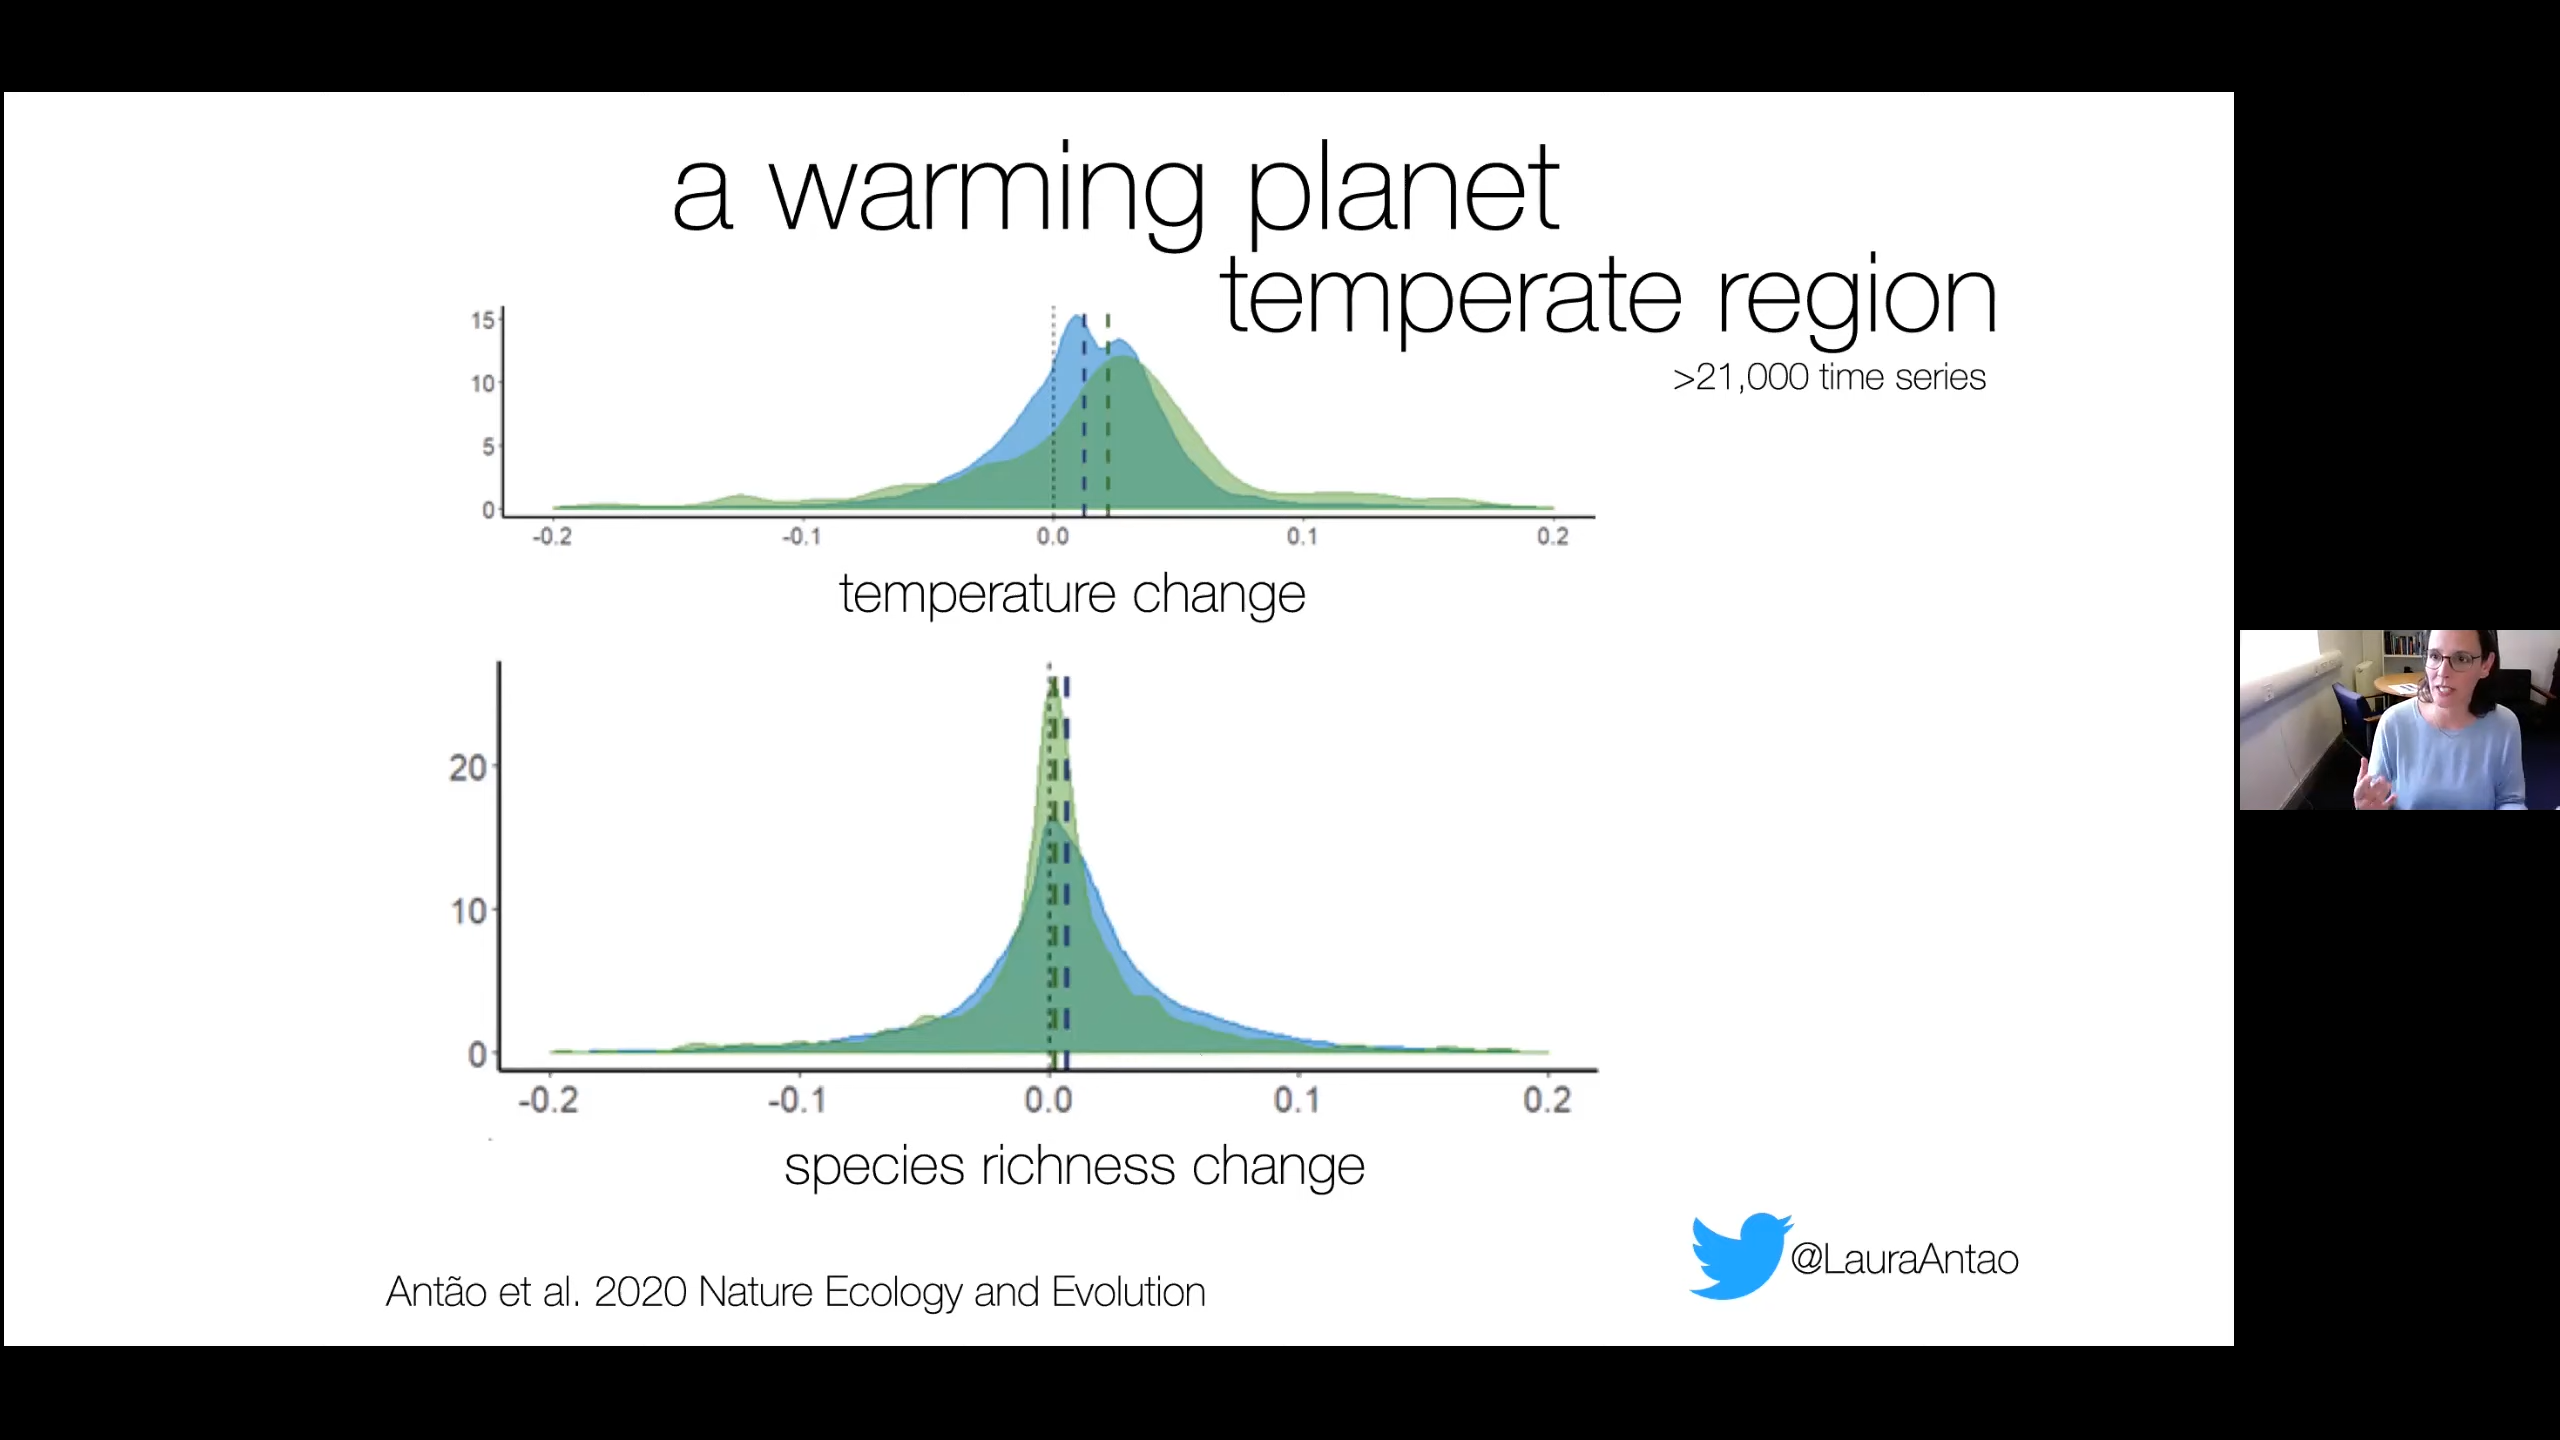 a warming planet
temperate region
>21,000 time series
15
10
5
0
-0.2 -0.1 0.0 0.1 0.2
temperature change
20
10
0
-0.2 -0.1 0.0 0.1 0.2
species richness change
@LauraAntao
Antão et al. 2020 Nature Ecology and Evolution